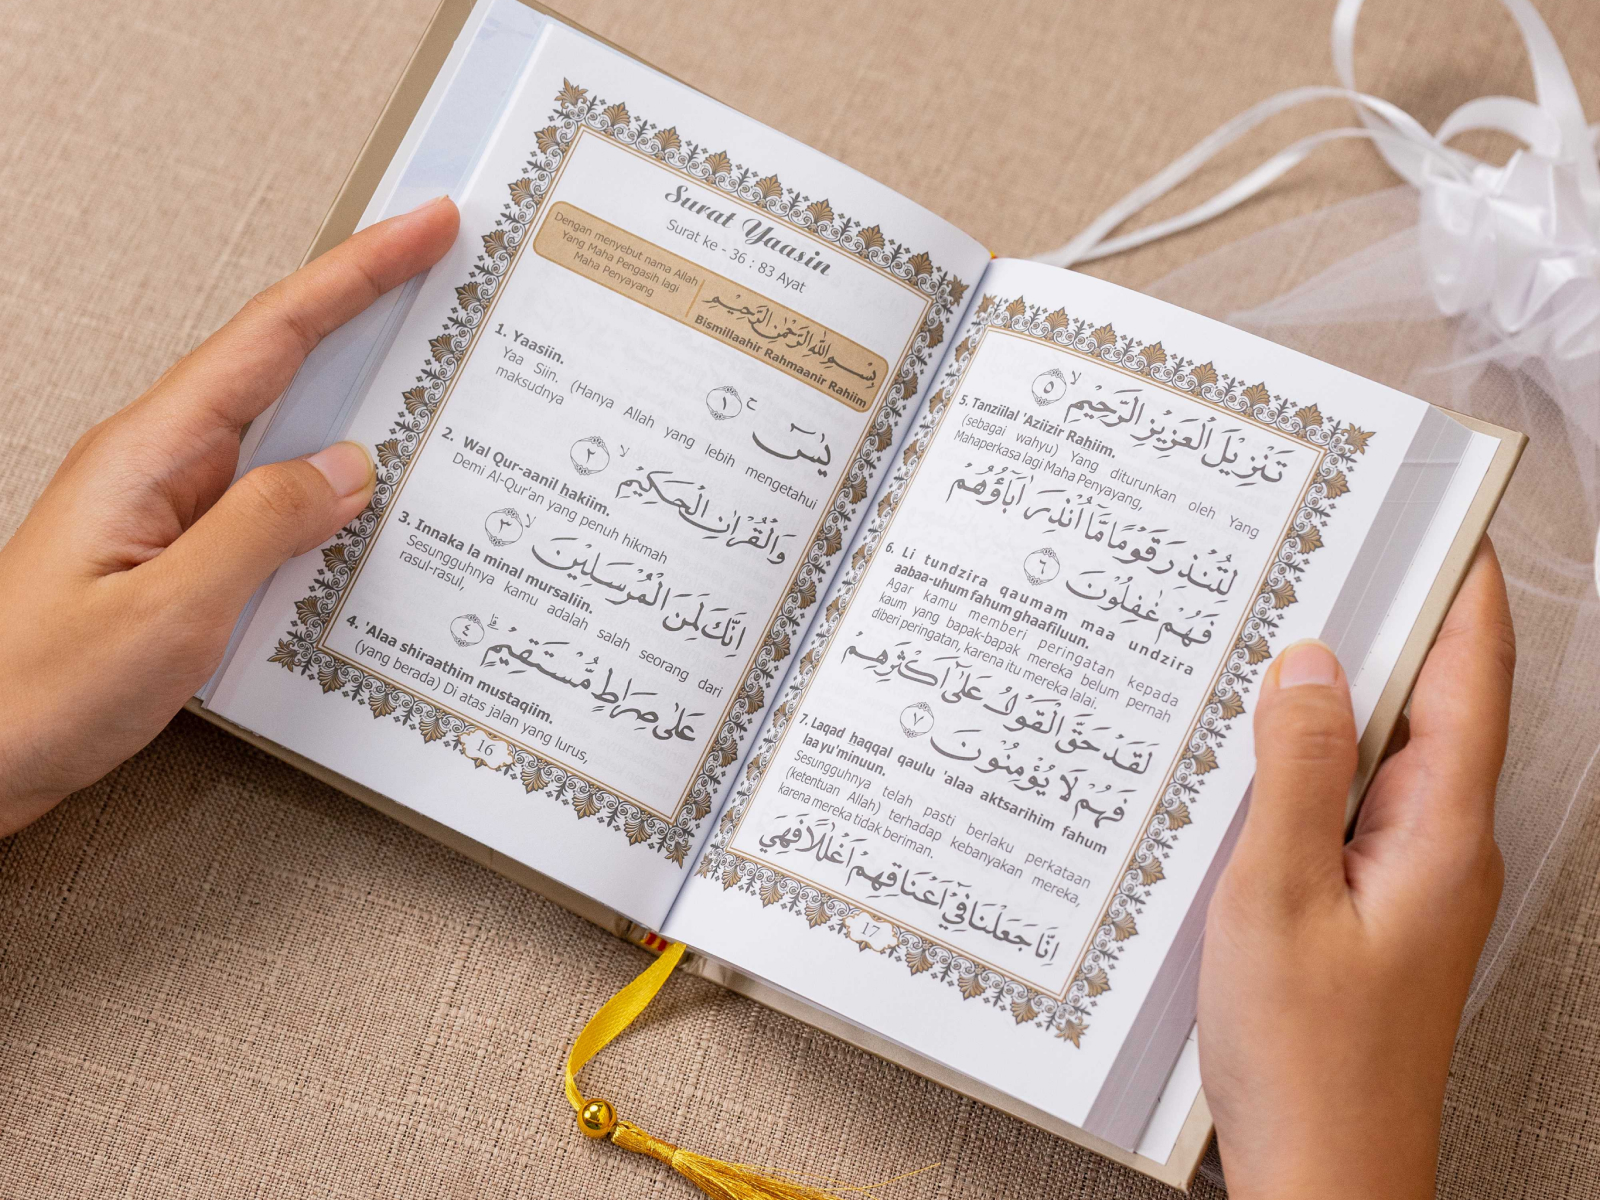 Surat Yaasin
Surat ke - 36 : 83 Ayat
Dengan menyebut nama Allah
Yang Maha Pengasih lagi
Maha Penyayang
بِسْمِ اللهِ الرَّحْمٰنِ الرَّحِيْمِ
Bismillaahir Rahmaanir Rahiim
يٰسۤ ۚ ۝١
1. Yaasiin.
Yaa Siin. (Hanya Allah yang lebih mengetahui
maksudnya
وَالْقُرْاٰنِ الْحَكِيْمِ ۙ ۝٢
2. Wal Qur-aanil hakiim.
Demi Al-Qur'an yang penuh hikmah
اِنَّكَ لَمِنَ الْمُرْسَلِيْنَ ۙ ۝٣
3. Innaka la minal mursaliin.
Sesungguhnya kamu adalah salah seorang dari
rasul-rasul,
عَلٰى صِرَاطٍ مُّسْتَقِيْمٍ ۗ ۝٤
4. 'Alaa shiraathim mustaqiim.
(yang berada) Di atas jalan yang lurus,
16
تَنْزِيْلَ الْعَزِيْزِ الرَّحِيْمِ ۙ ۝٥
5. Tanziilal 'Aziizir Rahiim.
(sebagai wahyu) Yang diturunkan oleh Yang
Mahaperkasa lagi Maha Penyayang,
لِتُنْذِرَ قَوْمًا مَّآ اُنْذِرَ اٰبَاۤؤُهُمْ
فَهُمْ غٰفِلُوْنَ ۝٦
6. Li tundzira qaumam maa undzira
aabaa-uhum fahum ghaafiluun.
Agar kamu memberi peringatan kepada
kaum yang bapak-bapak mereka belum pernah
diberi peringatan, karena itu mereka lalai.
لَقَدْ حَقَّ الْقَوْلُ عَلٰٓى اَكْثَرِهِمْ
فَهُمْ لَا يُؤْمِنُوْنَ ۝٧
7. Laqad haqqal qaulu 'alaa aktsarihim fahum
laa yu'minuun.
Sesungguhnya telah pasti berlaku perkataan
(ketentuan Allah) terhadap kebanyakan mereka,
karena mereka tidak beriman.
اِنَّا جَعَلْنَا فِيْٓ اَعْنَاقِهِمْ اَغْلٰلًا فَهِيَ
17